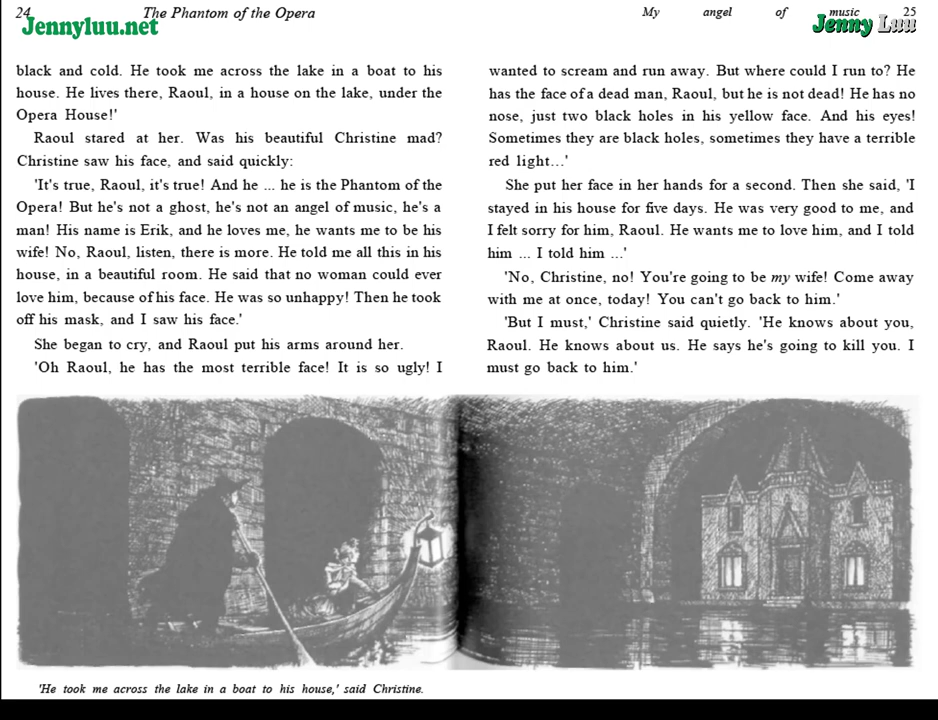 24 The Phantom of the Opera
Jennyluu.net
black and cold. He took me across the lake in a boat to his
house. He lives there, Raoul, in a house on the lake, under the
Opera House!'
Raoul stared at her. Was his beautiful Christine mad?
Christine saw his face, and said quickly:
'It's true, Raoul, it's true! And he ... he is the Phantom of the
Opera! But he's not a ghost, he's not an angel of music, he's a
man! His name is Erik, and he loves me, he wants me to be his
wife! No, Raoul, listen, there is more. He told me all this in his
house, in a beautiful room. He said that no woman could ever
love him, because of his face. He was so unhappy! Then he took
off his mask, and I saw his face.'
She began to cry, and Raoul put his arms around her.
'Oh Raoul, he has the most terrible face! It is so ugly! I
My angel of music 25
Jenny Luu
wanted to scream and run away. But where could I run to? He
has the face of a dead man, Raoul, but he is not dead! He has no
nose, just two black holes in his yellow face. And his eyes!
Sometimes they are black holes, sometimes they have a terrible
red light...'
She put her face in her hands for a second. Then she said, 'I
stayed in his house for five days. He was very good to me, and
I felt sorry for him, Raoul. He wants me to love him, and I told
him ... I told him ...'
'No, Christine, no! You're going to be my wife! Come away
with me at once, today! You can't go back to him.'
'But I must,' Christine said quietly. 'He knows about you,
Raoul. He knows about us. He says he's going to kill you. I
must go back to him.'
'He took me across the lake in a boat to his house,' said Christine.